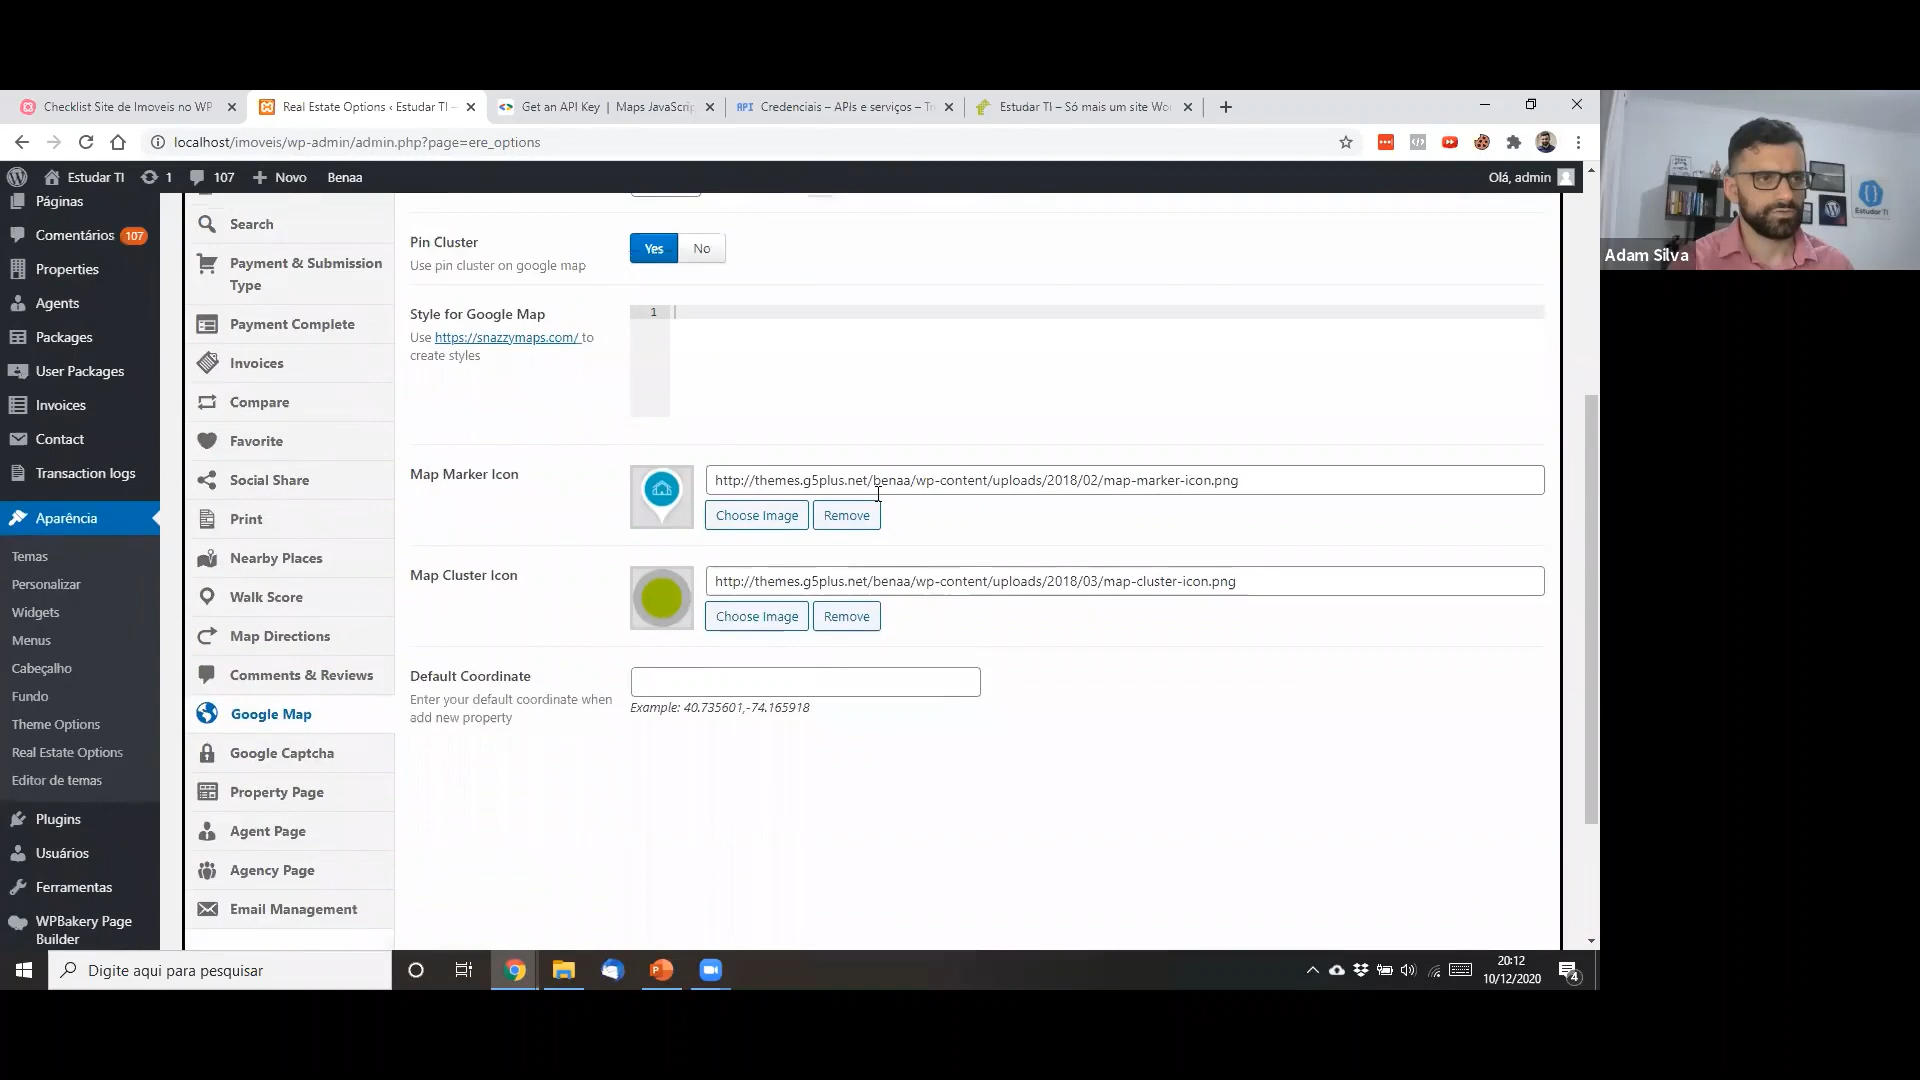 Checklist Site de Imoveis no WP
Real Estate Options ‹ Estudar TI –
Get an API Key | Maps JavaScri
API Credenciais – APIs e serviços – Tr
Estudar TI – Só mais um site Wo
localhost/imoveis/wp-admin/admin.php?page=ere_options
Estudar TI
1
107
Novo
Benaa
Olá, admin
Páginas
Comentários 107
Properties
Agents
Packages
User Packages
Invoices
Contact
Transaction logs
Aparência
Temas
Personalizar
Widgets
Menus
Cabeçalho
Fundo
Theme Options
Real Estate Options
Editor de temas
Plugins
Usuários
Ferramentas
WPBakery Page
Builder
Search
Payment & Submission
Type
Payment Complete
Invoices
Compare
Favorite
Social Share
Print
Nearby Places
Walk Score
Map Directions
Comments & Reviews
Google Map
Google Captcha
Property Page
Agent Page
Agency Page
Email Management
Pin Cluster
Use pin cluster on google map
Yes
No
Style for Google Map
Use https://snazzymaps.com/ to
create styles
1
Map Marker Icon
http://themes.g5plus.net/benaa/wp-content/uploads/2018/02/map-marker-icon.png
Choose Image
Remove
Map Cluster Icon
http://themes.g5plus.net/benaa/wp-content/uploads/2018/03/map-cluster-icon.png
Choose Image
Remove
Default Coordinate
Enter your default coordinate when
add new property
Example: 40.735601,-74.165918
Estudar TI
Adam Silva
Digite aqui para pesquisar
20:12
10/12/2020
4